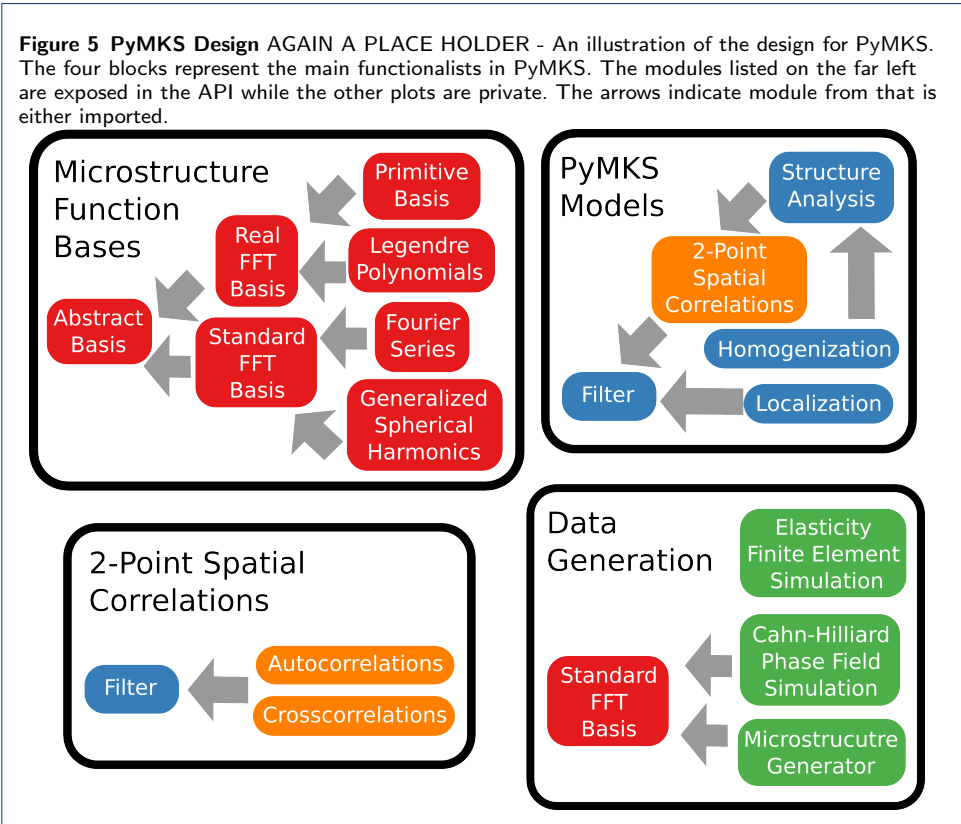 Figure 5 PyMKS Design AGAIN A PLACE HOLDER - An illustration of the design for PyMKS.
The four blocks represent the main functionalists in PyMKS. The modules listed on the far left
are exposed in the API while the other plots are private. The arrows indicate module from that is
either imported.
Microstructure
Function
Bases
Primitive
Basis
Real
FFT
Basis
Legendre
Polynomials
Abstract
Basis
Standard
FFT
Basis
Fourier
Series
Generalized
Spherical
Harmonics
PyMKS
Models
Structure
Analysis
2-Point
Spatial
Correlations
Homogenization
Filter
Localization
2-Point Spatial
Correlations
Filter
Autocorrelations
Crosscorrelations
Data
Generation
Elasticity
Finite Element
Simulation
Cahn-Hilliard
Phase Field
Simulation
Standard
FFT
Basis
Microstrucutre
Generator